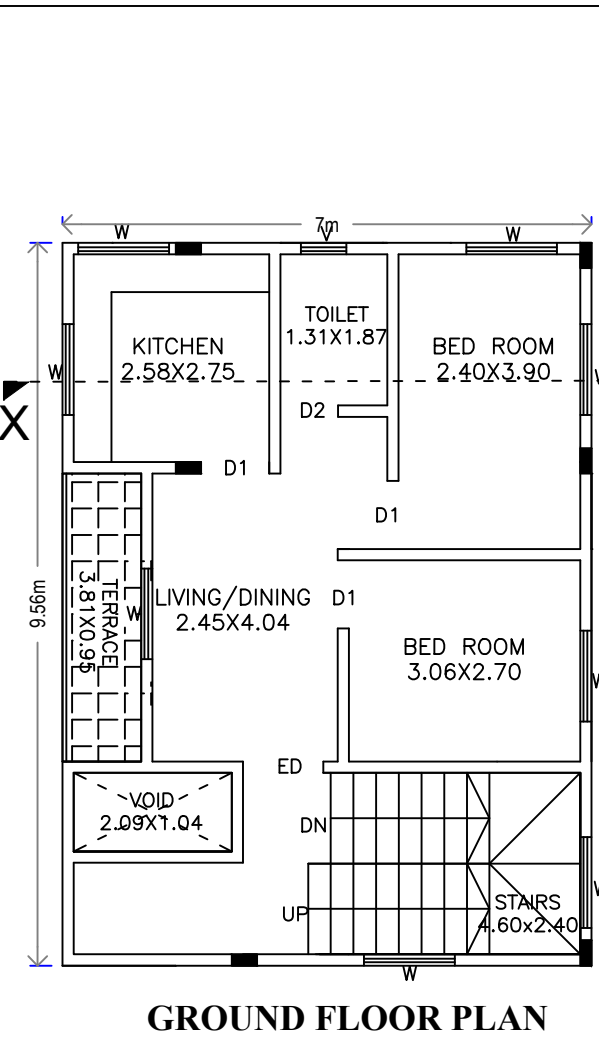 7m
W
V
W
TOILET
1.31X1.87
KITCHEN
2.58X2.75
BED ROOM
2.40X3.90
W
W
X
D2
D1
D1
9.56m
TERRACE
3.81X0.95
W
LIVING/DINING
2.45X4.04
D1
BED ROOM
3.06X2.70
W
ED
VOID
2.09X1.04
DN
UP
STAIRS
4.60x2.40
W
W
GROUND FLOOR PLAN